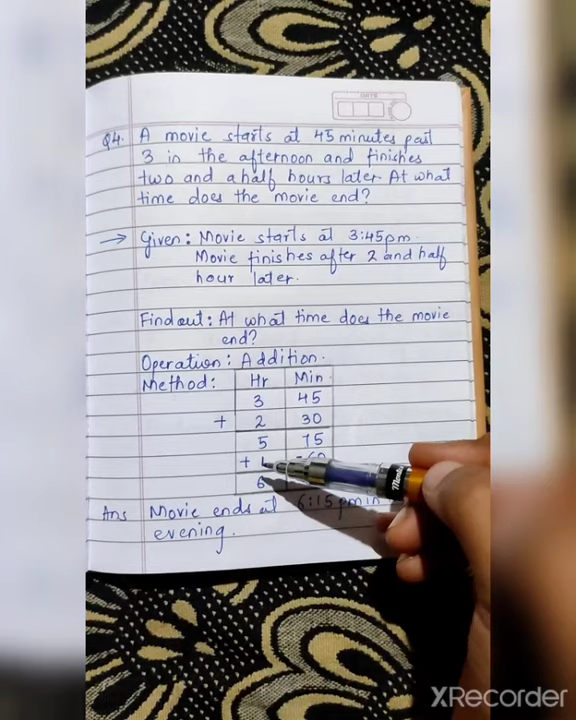 DATE
Q4. A movie starts at 45 minutes past
3 in the afternoon and finishes
two and a half hours later. At what
time does the movie end?
→ Given: Movie starts at 3:45pm.
Movie finishes after 2 and half
hour later.
Find out: At what time does the movie
end?
Operation: Addition.
Method: Hr Min
3 45
+ 2 30
5 75
+
6
Ans Movie ends at 6:15pm in
evening.
XRecorder